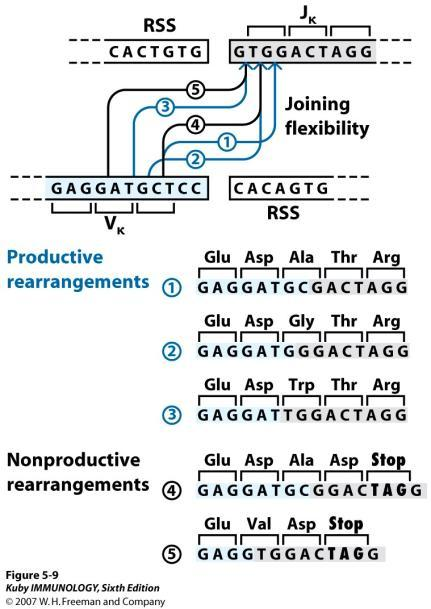 RSS
Jκ
CACTGTG
GTGGACTAGG
5
3
Joining
flexibility
4
1
2
GAGGATGCTCC
CACAGTG
Vκ
RSS
Productive
rearrangements
1
Glu Asp Ala Thr Arg
GAGGATGCGACTAGG
2
Glu Asp Gly Thr Arg
GAGGATGGGACTAGG
3
Glu Asp Trp Thr Arg
GAGGATTGGACTAGG
Nonproductive
rearrangements
4
Glu Asp Ala Asp Stop
GAGGATGCGGACTAGG
5
Glu Val Asp Stop
GAGGTGGACTAGG
Figure 5-9
Kuby IMMUNOLOGY, Sixth Edition
© 2007 W. H. Freeman and Company